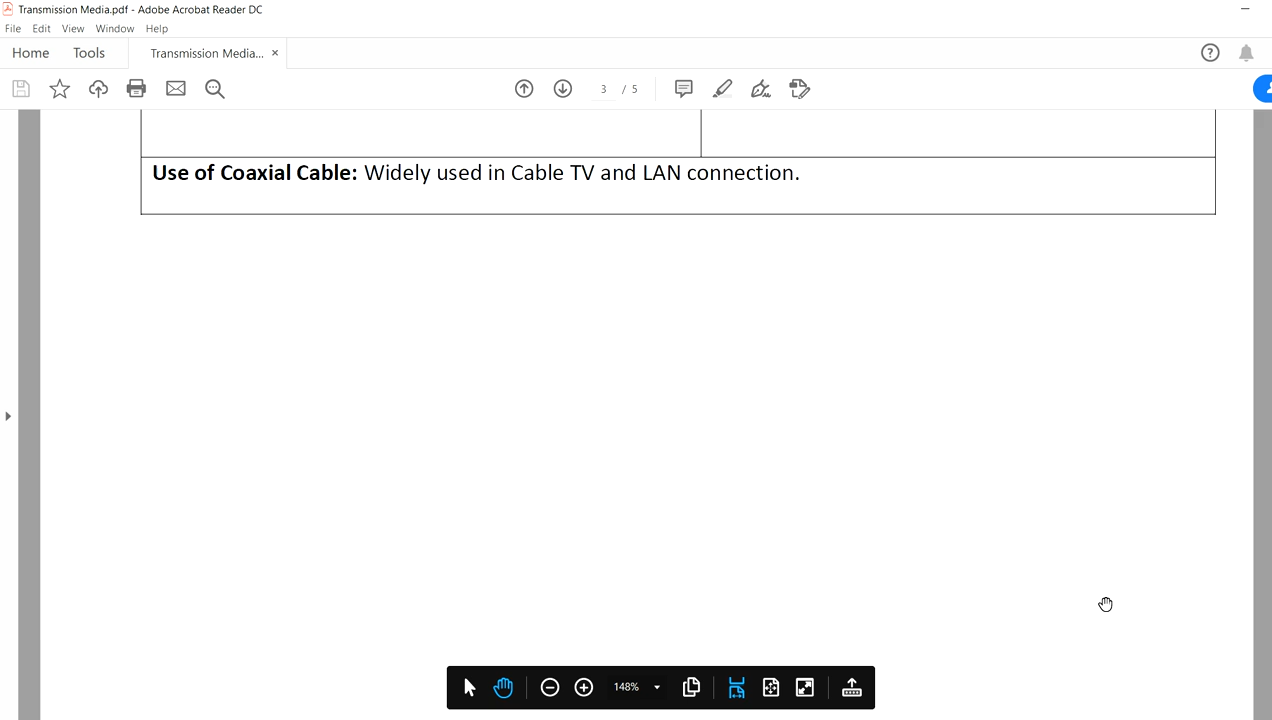 Transmission Media.pdf - Adobe Acrobat Reader DC
File Edit View Window Help
Home Tools Transmission Media... ×
3 / 5
Use of Coaxial Cable: Widely used in Cable TV and LAN connection.
148%